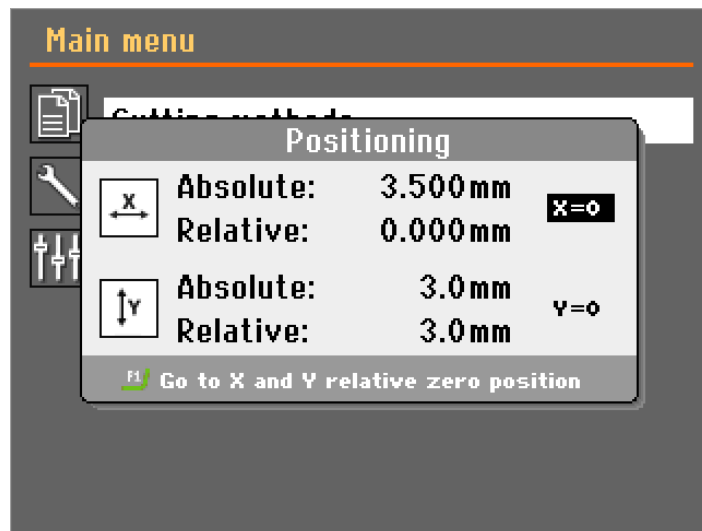 Main menu
Positioning
X
Absolute: 3.500mm
Relative: 0.000mm
X=0
Y
Absolute: 3.0mm
Relative: 3.0mm
Y=0
F1 Go to X and Y relative zero position